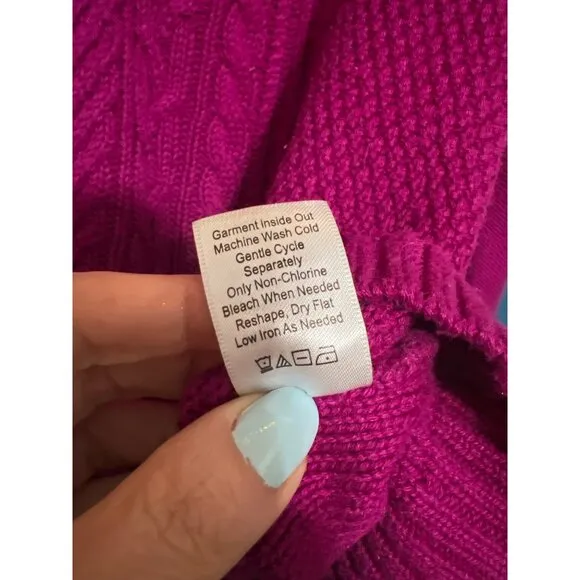 Garment Inside Out
Machine Wash Cold
Gentle Cycle
Separately
Only Non-Chlorine
Bleach When Needed
Reshape, Dry Flat
Low Iron As Needed